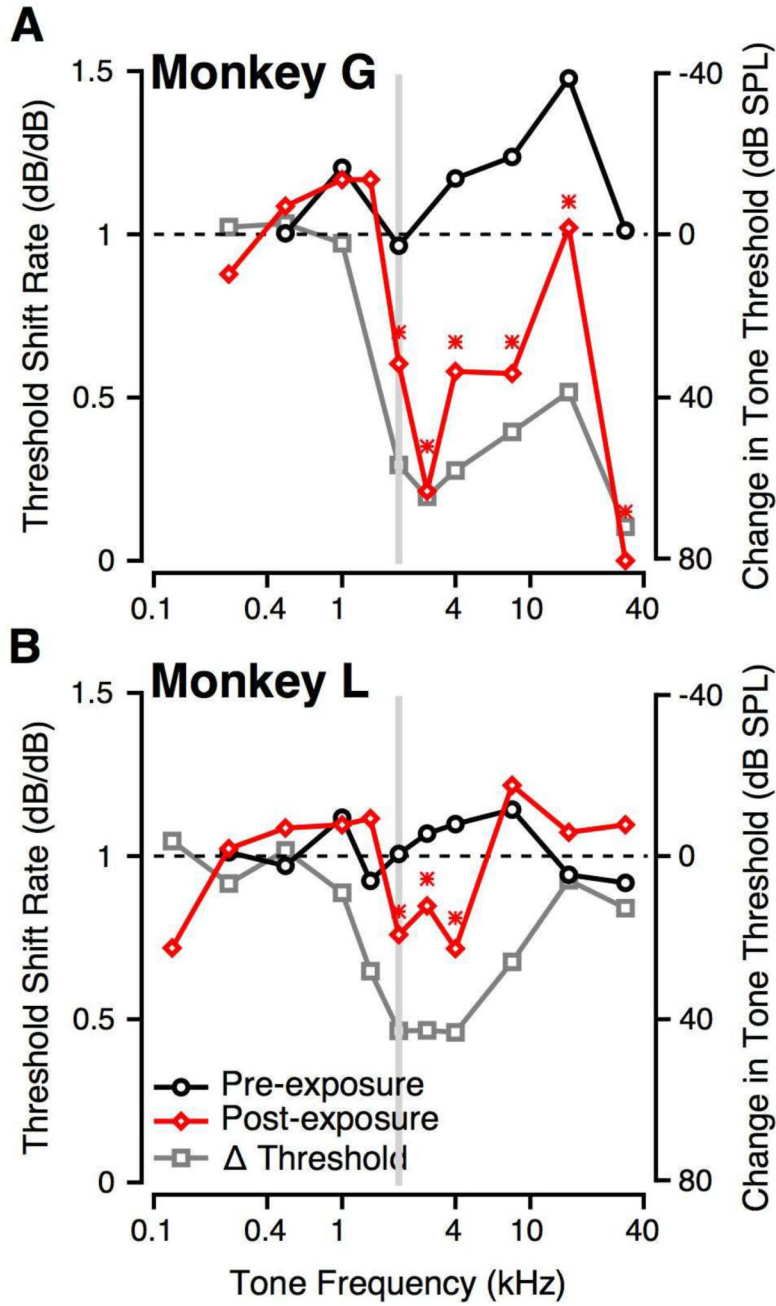 A
Monkey G
Threshold Shift Rate (dB/dB)
1.5
1
0.5
0
-40
0
40
80
Change in Tone Threshold (dB SPL)
0.1 0.4 1 4 10 40
B
Monkey L
Threshold Shift Rate (dB/dB)
1.5
1
0.5
0
-40
0
40
80
Change in Tone Threshold (dB SPL)
Pre-exposure
Post-exposure
Δ Threshold
0.1 0.4 1 4 10 40
Tone Frequency (kHz)